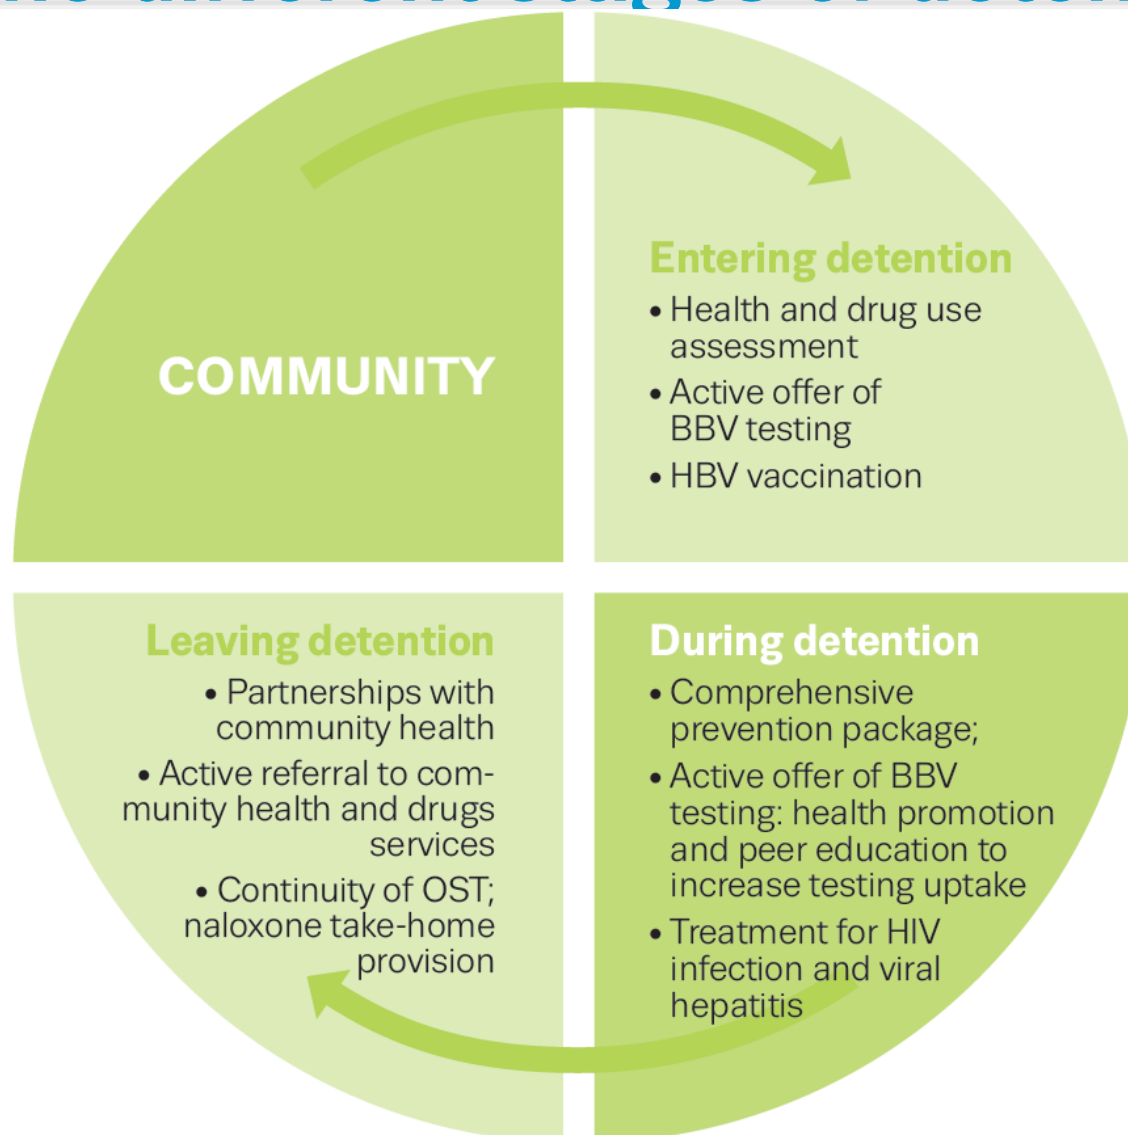 COMMUNITY
Entering detention
• Health and drug use
assessment
• Active offer of
BBV testing
• HBV vaccination
Leaving detention
• Partnerships with
community health
• Active referral to com-
munity health and drugs
services
• Continuity of OST;
naloxone take-home
provision
During detention
• Comprehensive
prevention package;
• Active offer of BBV
testing: health promotion
and peer education to
increase testing uptake
• Treatment for HIV
infection and viral
hepatitis